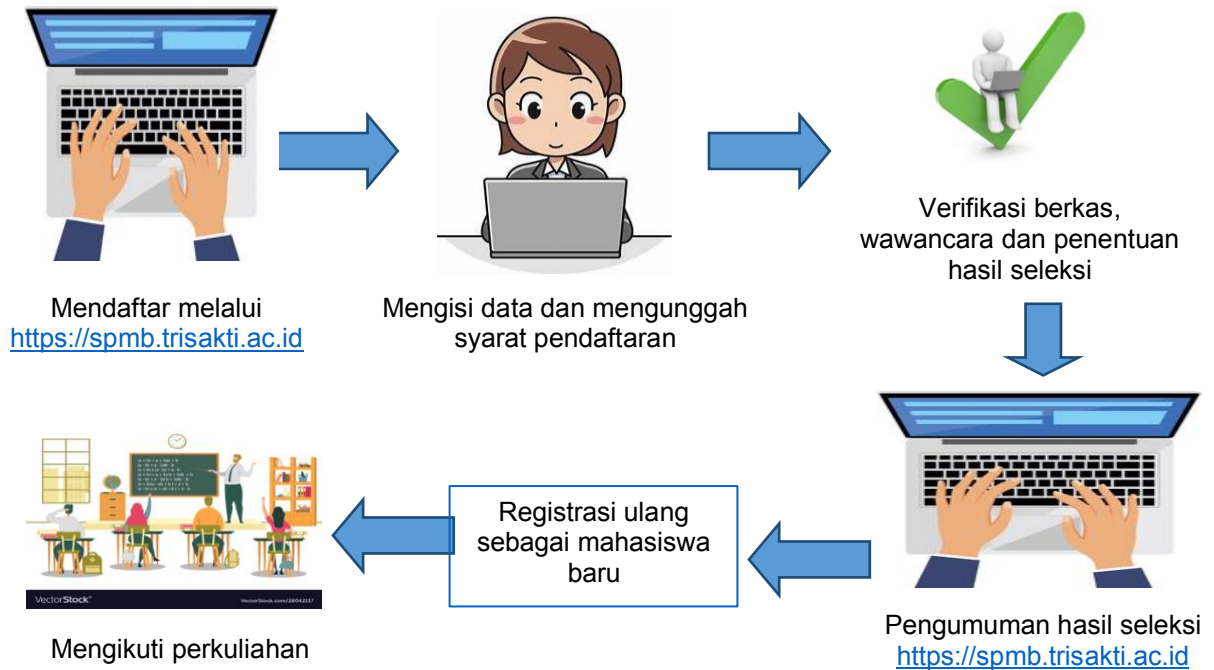 Mendaftar melalui
https://spmb.trisakti.ac.id
Mengisi data dan mengunggah
syarat pendaftaran
Verifikasi berkas,
wawancara dan penentuan
hasil seleksi
Pengumuman hasil seleksi
https://spmb.trisakti.ac.id
Registrasi ulang
sebagai mahasiswa
baru
VectorStock®
VectorStock.com/28042117
Mengikuti perkuliahan